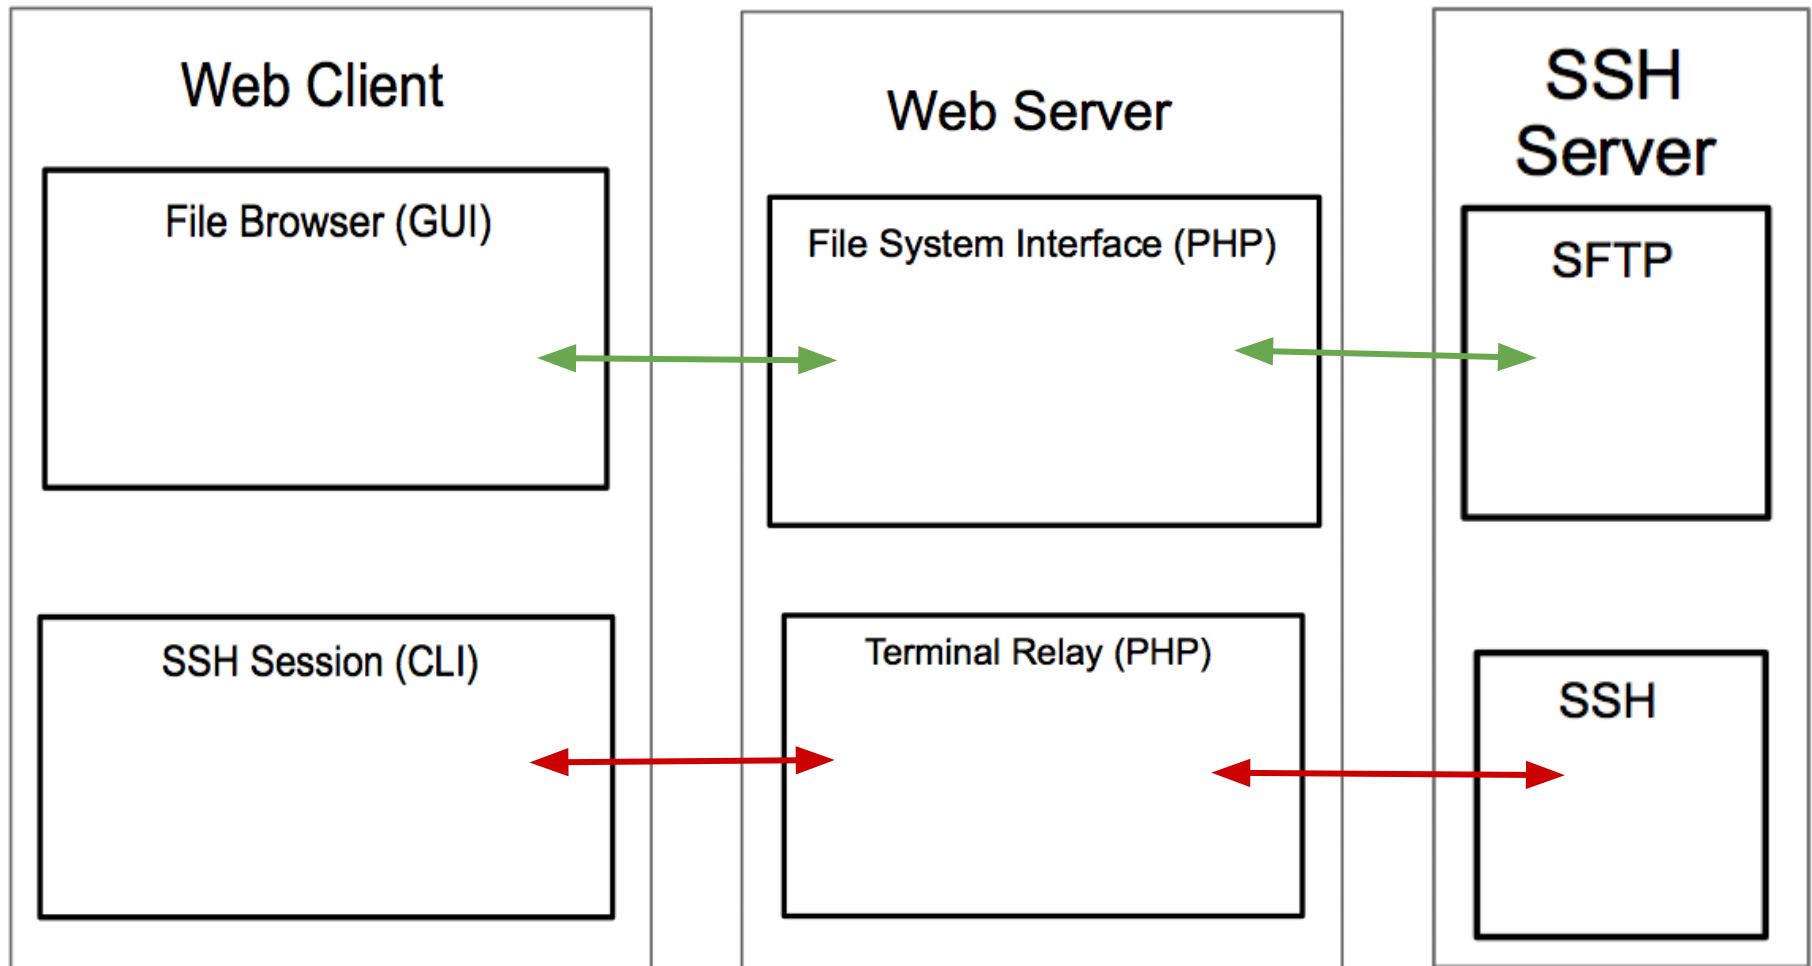 Web Client
File Browser (GUI)
SSH Session (CLI)
Web Server
File System Interface (PHP)
Terminal Relay (PHP)
SSH
Server
SFTP
SSH